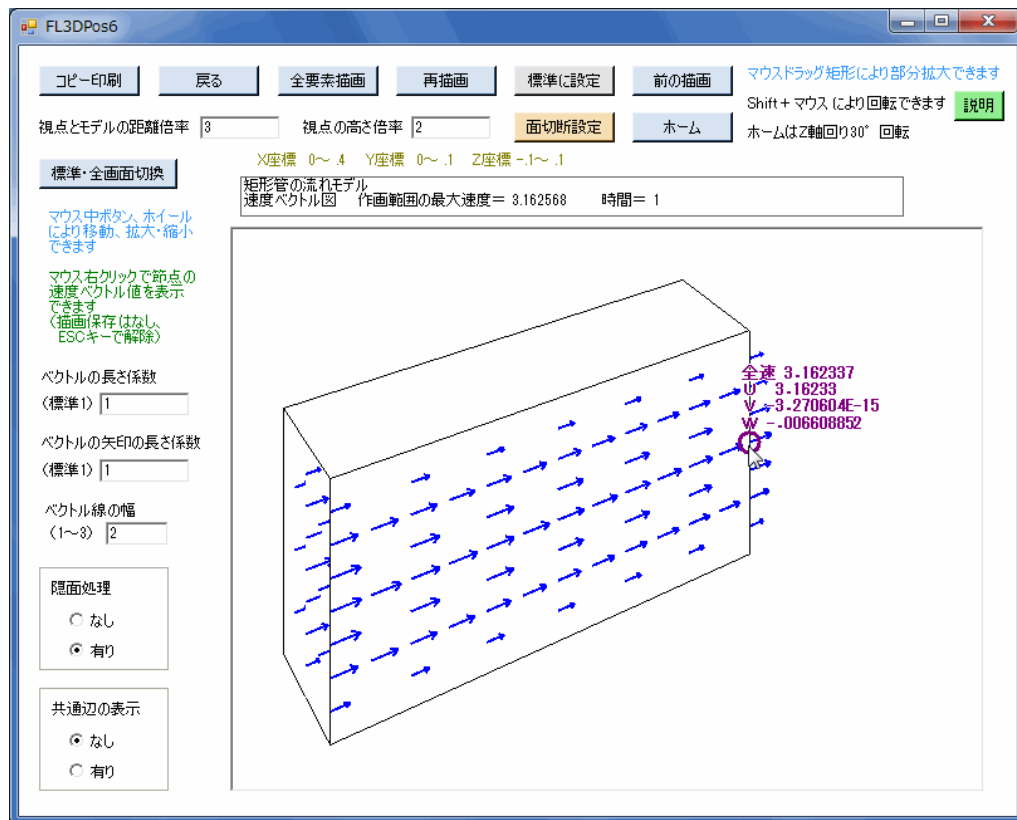 FL3DPos6
コピー印刷 戻る 全要素描画 再描画 標準に設定 前の描画
マウスドラッグ矩形により部分拡大できます
Shift+マウスにより回転できます 説明
視点とモデルの距離倍率 3 視点の高さ倍率 2 面切断設定 ホーム
ホームはZ軸回り30°回転
標準・全画面切換
X座標 0～ .4 Y座標 0～ .1 Z座標 -.1～ .1
矩形管の流れモデル
速度ベクトル図 作画範囲の最大速度＝ 3.162568 時間＝ 1
マウス中ボタン、ホイール
により移動、拡大・縮小
できます
マウス右クリックで節点の
速度ベクトル値を表示
できます
（描画保存はなし、
ESCキーで解除）
全速 3.162337
U 3.16233
V -3.270604E-15
W -.006608852
ベクトルの長さ係数
（標準1） 1
ベクトルの矢印の長さ係数
（標準1） 1
ベクトル線の幅
（1～3） 2
隠面処理
なし
有り
共通辺の表示
なし
有り